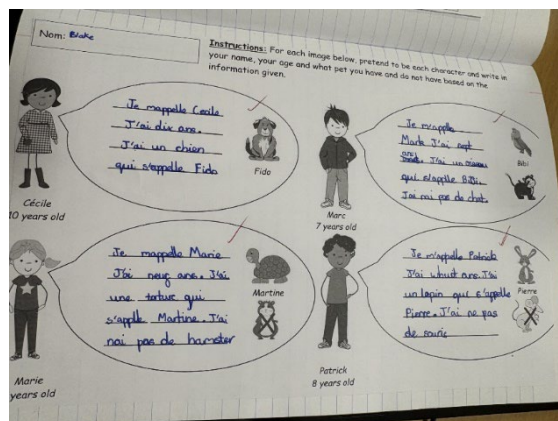 Nom: Blake
Instructions: For each image below, pretend to be each character and write in
your name, your age and what pet you have and do not have based on the
information given.
Je mappelle Cecile
J'ai dix ans.
J'ai un chien
qui s'appelle Fido
Fido
Cécile
10 years old
Je m'applle
Mark J'ai sept
ans J'ai un oiseau
qui s'applle Bibi.
J'ai nai pas de chat.
Bibi
Marc
7 years old
Je mappelle Marie
J'ai neuf ans. J'ai
une tortue qui
s'applle Martine. J'ai
nai pas de hamster
Martine
Marie
years old
Je m'appelle Patrick
J'ai whuit ans. J'ai
un lapin qui s'appelle
Pierre. J'ai ne pas
de souris
Pierre
Patrick
8 years old